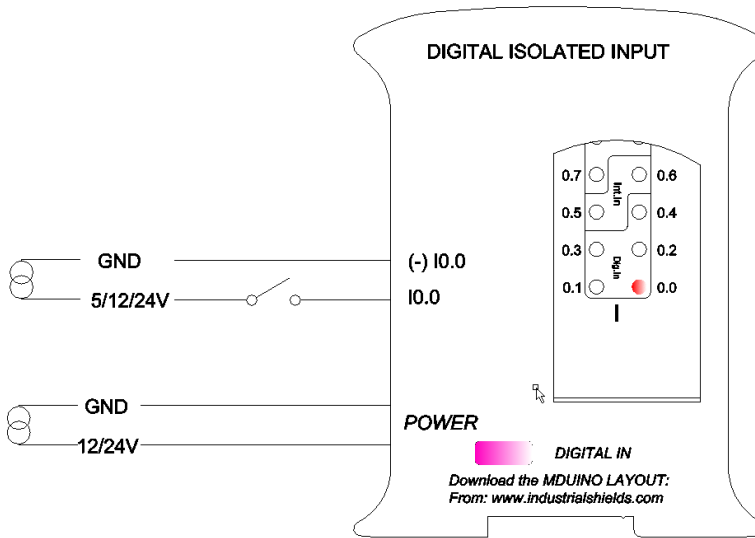 DIGITAL ISOLATED INPUT
0.7 0.6
Int.In
0.5 0.4
0.3 0.2
Dig.In
0.1 0.0
I
GND (-) I0.0
5/12/24V I0.0
GND
POWER
12/24V
DIGITAL IN
Download the MDUINO LAYOUT:
From: www.industrialshields.com